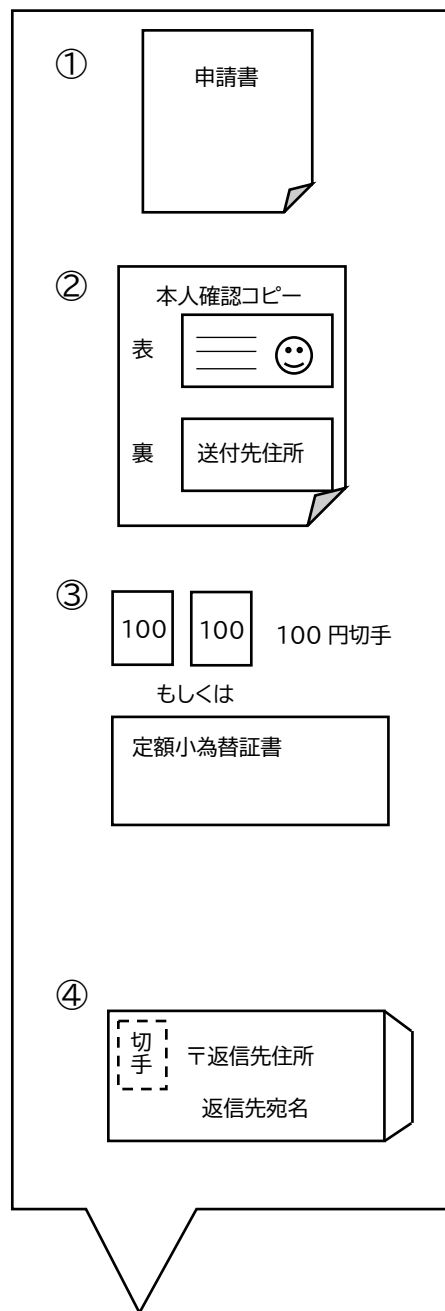 ①
申請書
②
本人確認コピー
表
裏
送付先住所
③
100 100 100 円切手
もしくは
定額小為替証書
④
切手
〒返信先住所
返信先宛名